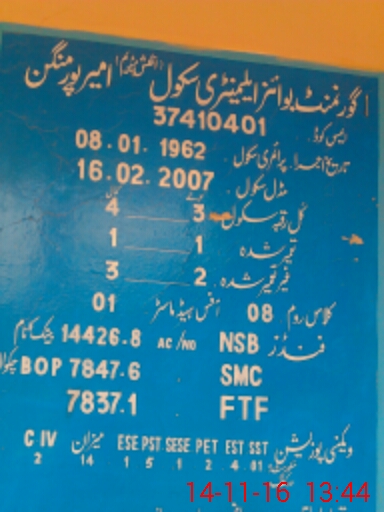 گورنمنٹ بوائز ایلیمنٹری سکول (انگلش میڈیم) امیر پور منگن
ایمس کوڈ 37410401
تاریخ اجراء پرائمری سکول 08.01.1962
مڈل سکول 16.02.2007
کل رقبہ سکول 3 4
تعمیر شدہ 1 1
غیر تعمیر شدہ 2 3
کلاس روم 08 آفس ہیڈ ماسٹر 01
فنڈز NSB AC/NO 14426.8 بینک کا نام
SMC 7847.6 BOP
FTF 7837.1
ویکنسی پوزیشن SST EST PET SESE PST ESE میزان C IV
01 4 2 1 5 1 14 2
14-11-16 13:44